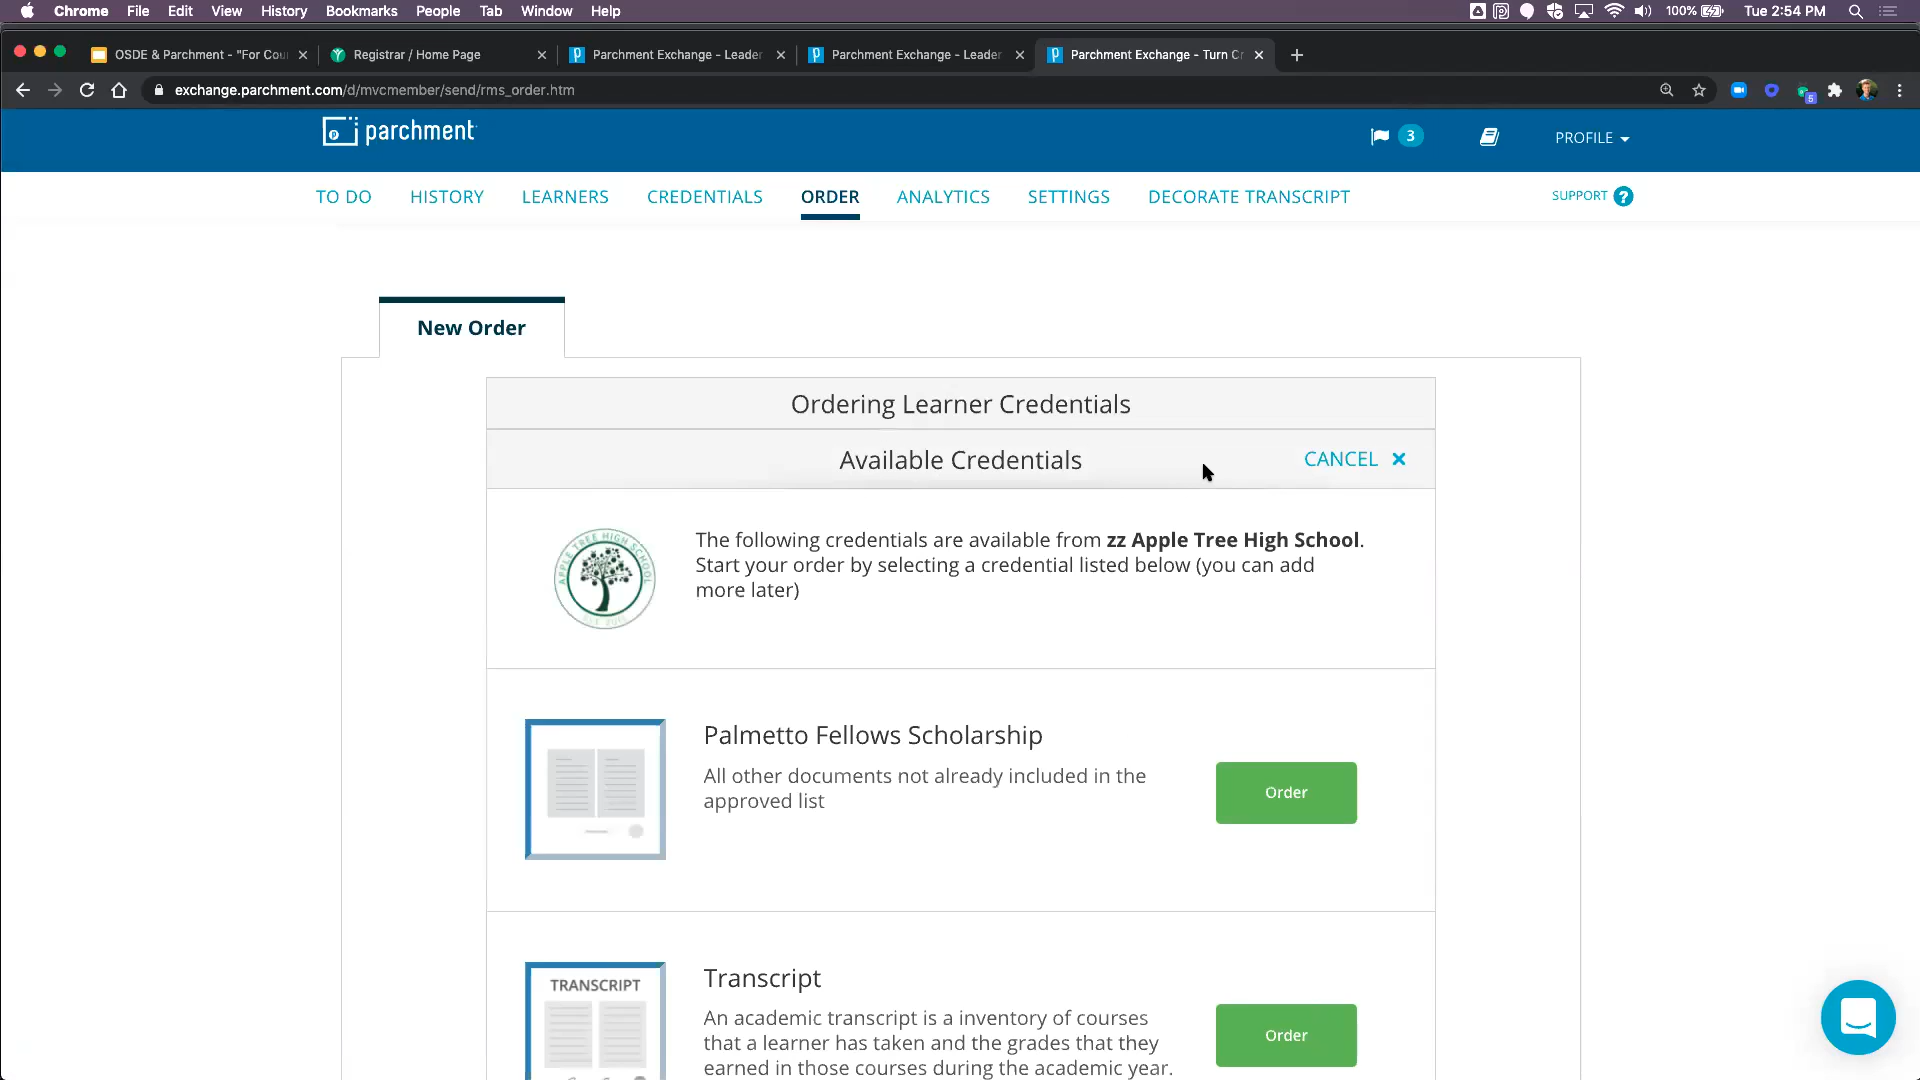 Chrome File Edit View History Bookmarks People Tab Window Help 100% Tue 2:54 PM
OSDE & Parchment - "For Cou Registrar / Home Page Parchment Exchange - Leader Parchment Exchange - Leader Parchment Exchange - Turn Cr
exchange.parchment.com/d/mvcmember/send/rms_order.htm
5
parchment 3 PROFILE
TO DO HISTORY LEARNERS CREDENTIALS ORDER ANALYTICS SETTINGS DECORATE TRANSCRIPT SUPPORT ?
New Order
Ordering Learner Credentials
Available Credentials CANCEL ×
APPLE TREE HIGH SCHOOL
The following credentials are available from zz Apple Tree High School.
Start your order by selecting a credential listed below (you can add
more later)
Palmetto Fellows Scholarship
All other documents not already included in the
approved list
Order
TRANSCRIPT
Transcript
An academic transcript is a inventory of courses
that a learner has taken and the grades that they
earned in those courses during the academic year.
Order